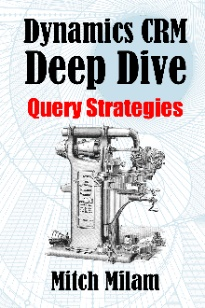 Dynamics CRM
Deep Dive
Query Strategies
Mitch Milam